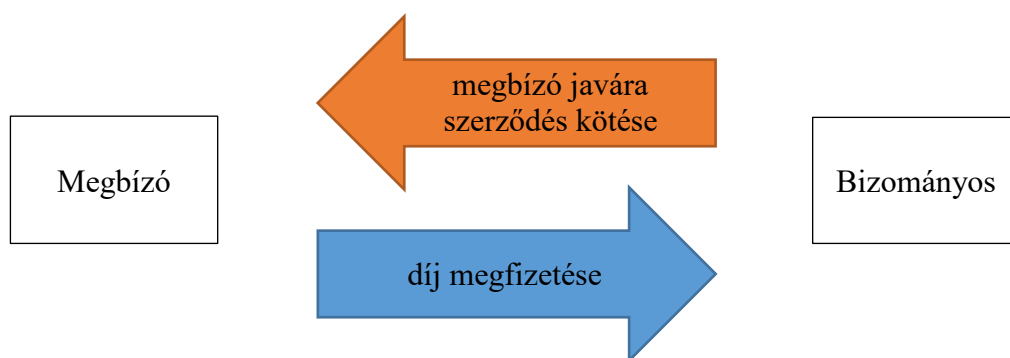 megbízó javára
szerződés kötése
Megbízó
Bizományos
díj megfizetése